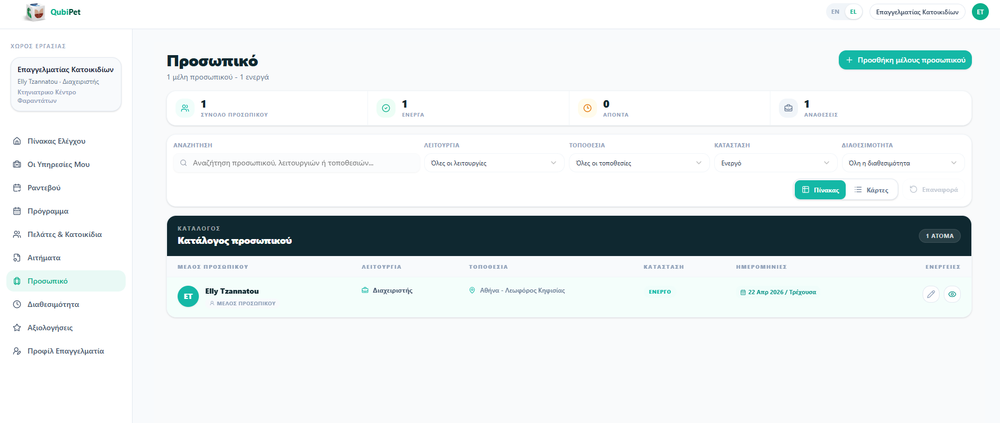 QubiPet
EN EL Επαγγελματίας Κατοικιδίων ET
ΧΩΡΟΣ ΕΡΓΑΣΙΑΣ
Επαγγελματίας Κατοικιδίων
Elly Tzannatou · Διαχειριστής
Κτηνιατρικο Κέντρο
Φαραντάτων
Πίνακας Ελέγχου
Οι Υπηρεσίες Μου
Ραντεβού
Πρόγραμμα
Πελάτες & Κατοικίδια
Αιτήματα
Προσωπικό
Διαθεσιμότητα
Αξιολογήσεις
Προφίλ Επαγγελματία
Προσωπικό
1 μέλη προσωπικού - 1 ενεργά
+ Προσθήκη μέλους προσωπικού
1
ΣΥΝΟΛΟ ΠΡΟΣΩΠΙΚΟΥ
1
ΕΝΕΡΓΑ
0
ΑΠΟΝΤΑ
1
ΑΝΑΘΕΣΕΙΣ
ΑΝΑΖΗΤΗΣΗ
Αναζήτηση προσωπικού, λειτουργιών ή τοποθεσιών...
ΛΕΙΤΟΥΡΓΙΑ
Όλες οι λειτουργίες
ΤΟΠΟΘΕΣΙΑ
Όλες οι τοποθεσίες
ΚΑΤΑΣΤΑΣΗ
Ενεργό
ΔΙΑΘΕΣΙΜΟΤΗΤΑ
Όλη η διαθεσιμότητα
Πίνακας Κάρτες Επαναφορά
ΚΑΤΑΛΟΓΟΣ
Κατάλογος προσωπικού
1 ΑΤΟΜΑ
ΜΕΛΟΣ ΠΡΟΣΩΠΙΚΟΥ ΛΕΙΤΟΥΡΓΙΑ ΤΟΠΟΘΕΣΙΑ ΚΑΤΑΣΤΑΣΗ ΗΜΕΡΟΜΗΝΙΕΣ ΕΝΕΡΓΕΙΕΣ
ET Elly Tzannatou Διαχειριστής Αθήνα - Λεωφόρος Κηφισίας ΕΝΕΡΓΟ 22 Απρ 2026 / Τρέχουσα
ΜΕΛΟΣ ΠΡΟΣΩΠΙΚΟΥ